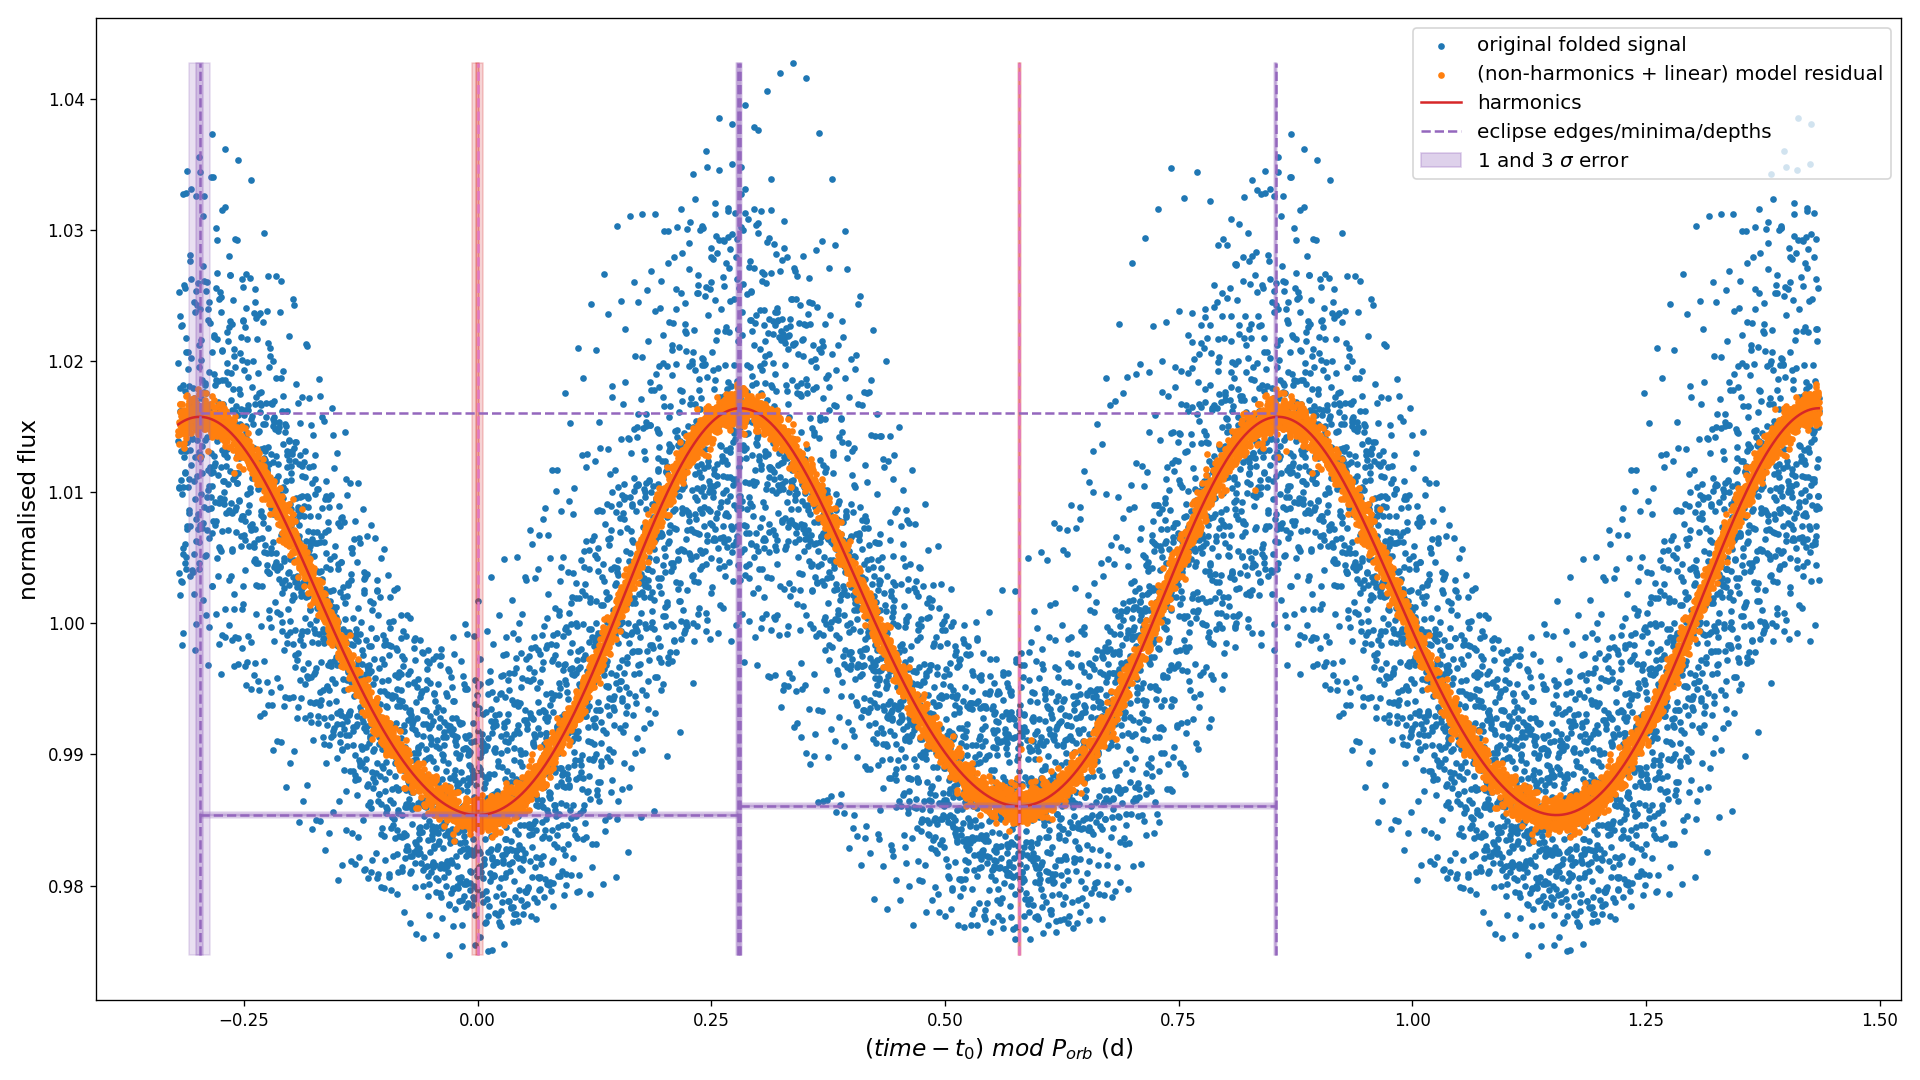 original folded signal
(non-harmonics + linear) model residual
harmonics
eclipse edges/minima/depths
1 and 3 σ error
normalised flux
1.04
1.03
1.02
1.01
1.00
0.99
0.98
−0.25 0.00 0.25 0.50 0.75 1.00 1.25 1.50
(time − t₀) mod Pₒᵣᵦ (d)